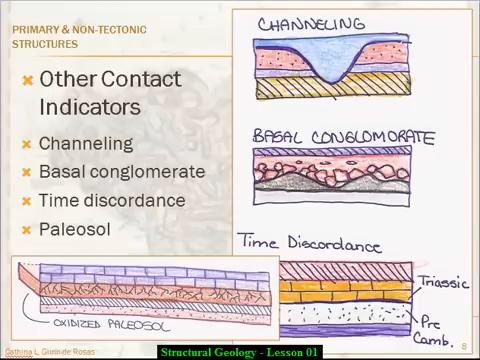 PRIMARY & NON-TECTONIC
STRUCTURES
Other Contact
Indicators
Channeling
Basal conglomerate
Time discordance
Paleosol
OXIDIZED PALEOSOL
CHANNELING
BASAL CONGLOMORATE
Time Discordance
Triassic
Pre
Camb.
8
Structural Geology - Lesson 01